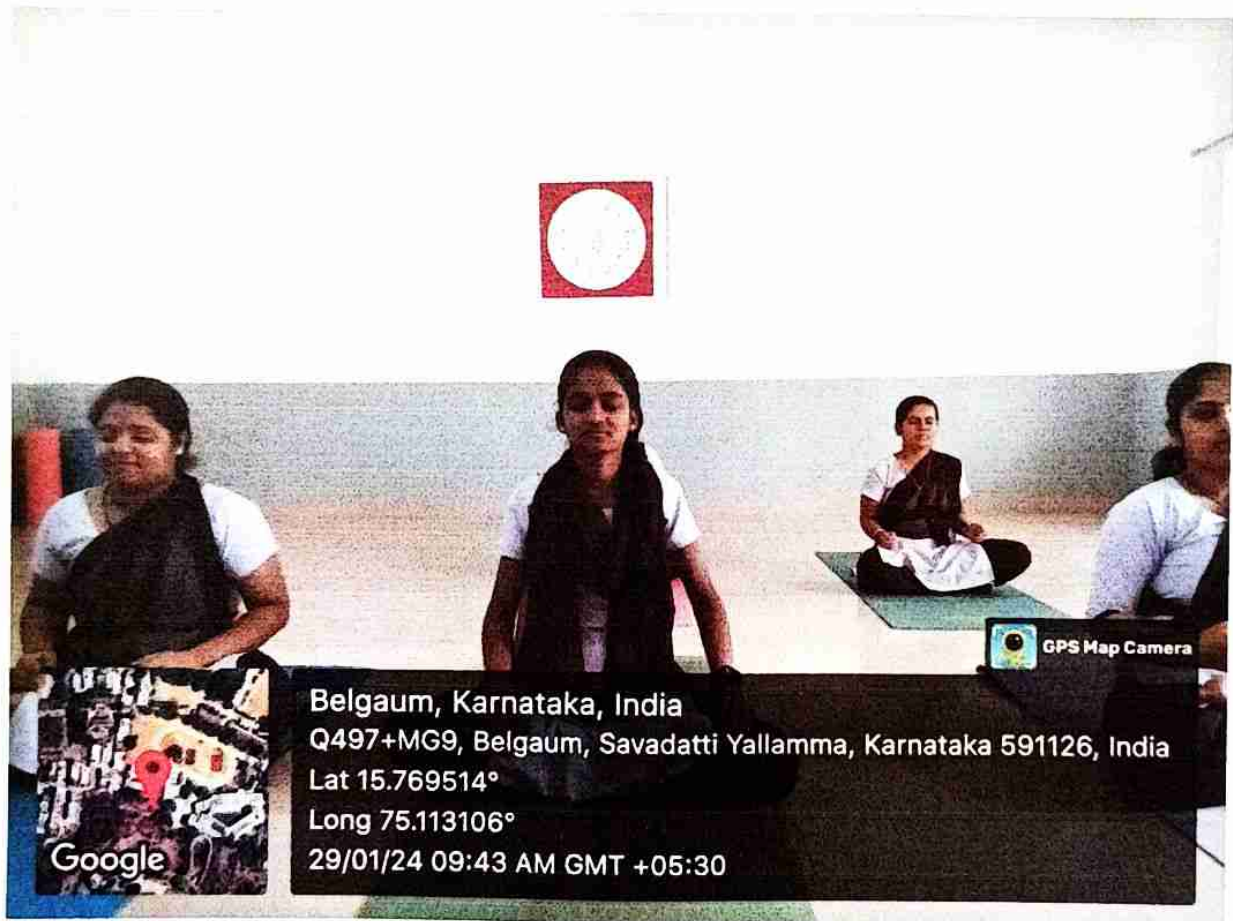 GPS Map Camera
Belgaum, Karnataka, India
Q497+MG9, Belgaum, Savadatti Yallamma, Karnataka 591126, India
Lat 15.769514°
Long 75.113106°
29/01/24 09:43 AM GMT +05:30
Google